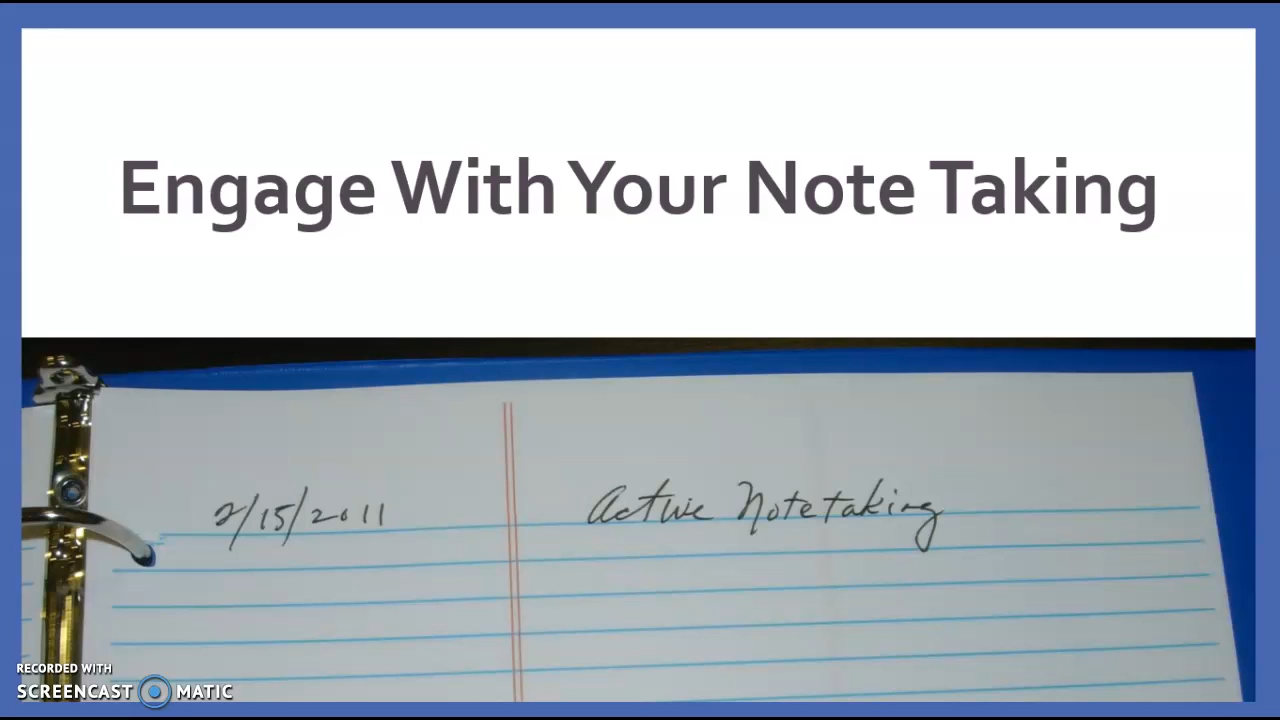 Engage With Your Note Taking
2/15/2011 Active Notetaking
RECORDED WITH
SCREENCAST MATIC